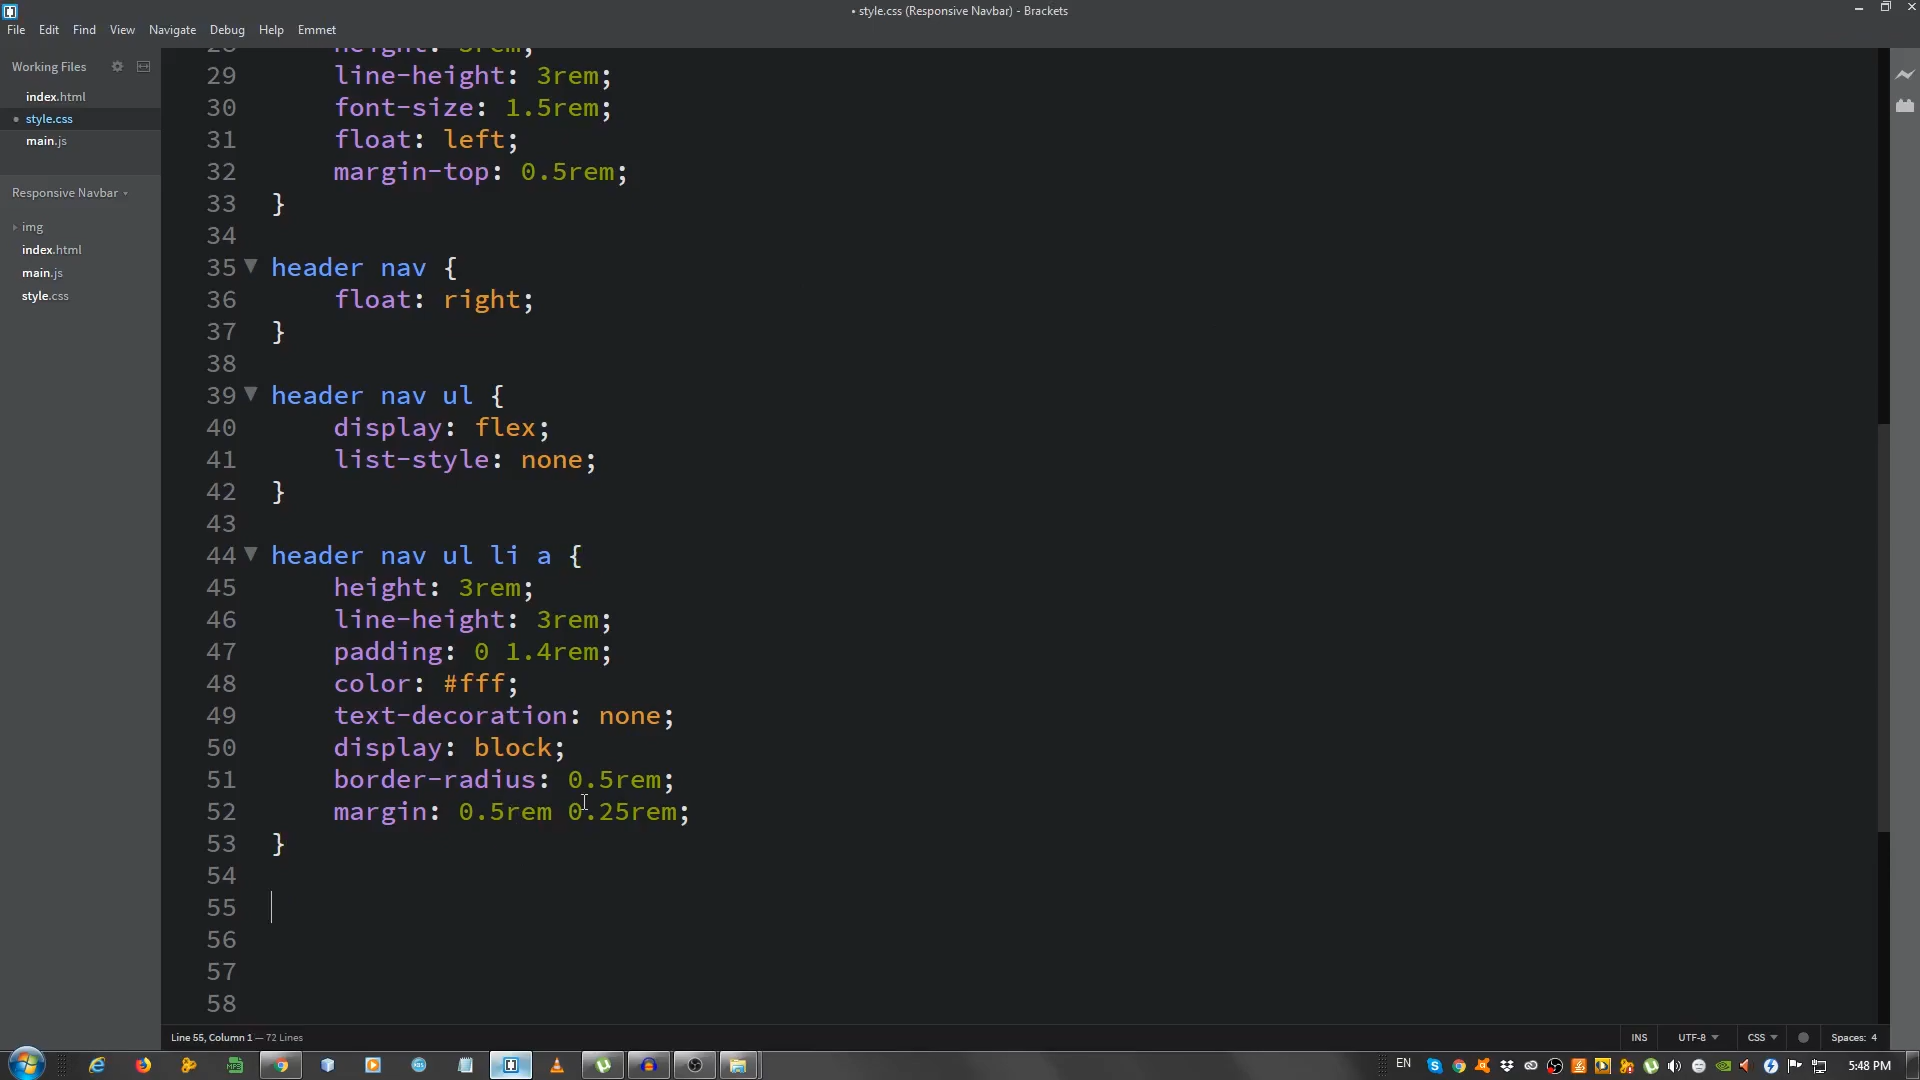 • style.css (Responsive Navbar) - Brackets
File Edit Find View Navigate Debug Help Emmet
Working Files
index.html
style.css
main.js
Responsive Navbar
img
index.html
main.js
style.css
28 height: 3rem;
29 line-height: 3rem;
30 font-size: 1.5rem;
31 float: left;
32 margin-top: 0.5rem;
33 }
34
35 header nav {
36 float: right;
37 }
38
39 header nav ul {
40 display: flex;
41 list-style: none;
42 }
43
44 header nav ul li a {
45 height: 3rem;
46 line-height: 3rem;
47 padding: 0 1.4rem;
48 color: #fff;
49 text-decoration: none;
50 display: block;
51 border-radius: 0.5rem;
52 margin: 0.5rem 0.25rem;
53 }
54
55
56
57
58
Line 55, Column 1 — 72 Lines
INS UTF-8 CSS Spaces: 4
EN 5:48 PM